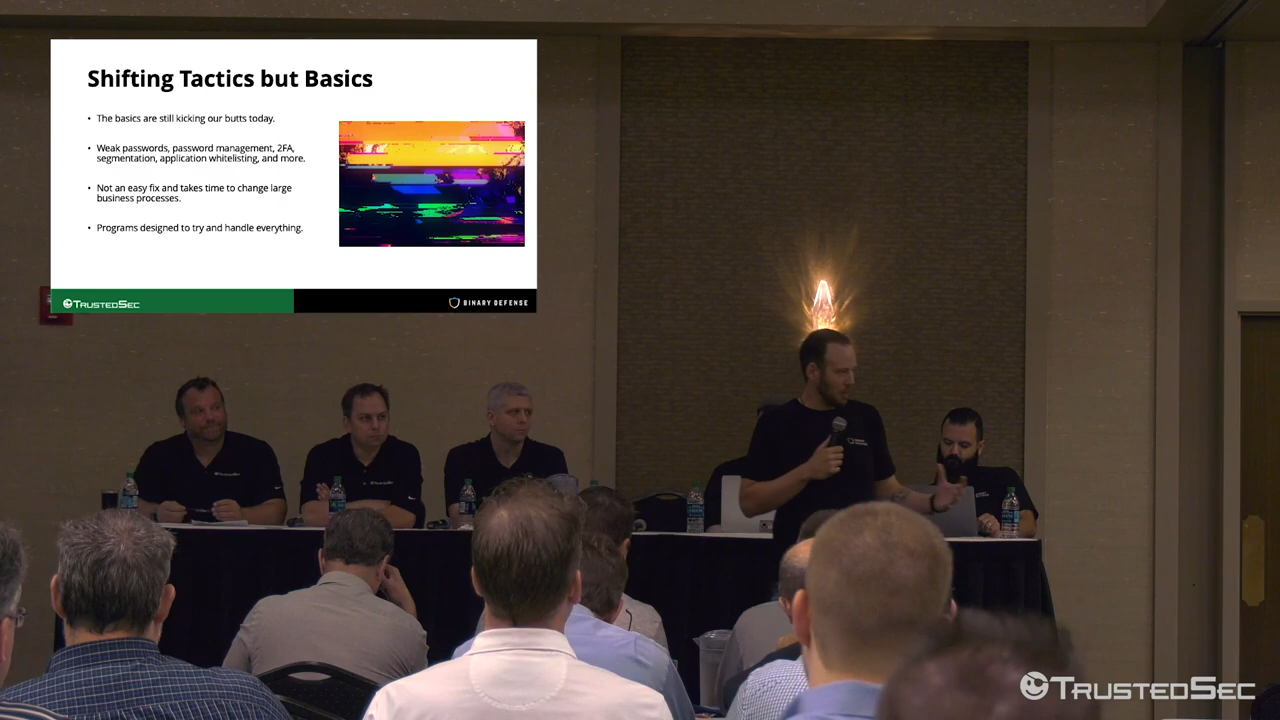 Shifting Tactics but Basics
• The basics are still kicking our butts today.
• Weak passwords, password management, 2FA,
segmentation, application whitelisting, and more.
• Not an easy fix and takes time to change large
business processes.
• Programs designed to try and handle everything.
TRUSTEDSEC
BINARY DEFENSE
TRUSTEDSEC